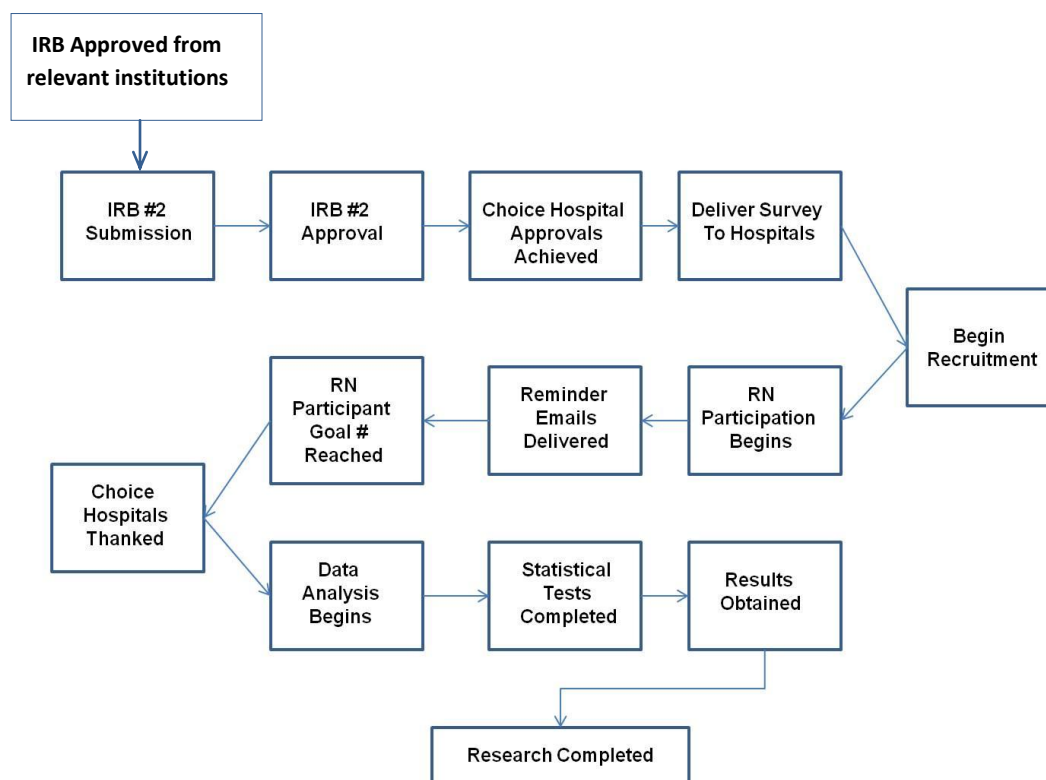 IRB Approved from
relevant institutions
IRB #2
Submission
IRB #2
Approval
Choice Hospital
Approvals
Achieved
Deliver Survey
To Hospitals
Begin
Recruitment
RN
Participation
Begins
Reminder
Emails
Delivered
RN
Participant
Goal #
Reached
Choice
Hospitals
Thanked
Data
Analysis
Begins
Statistical
Tests
Completed
Results
Obtained
Research Completed